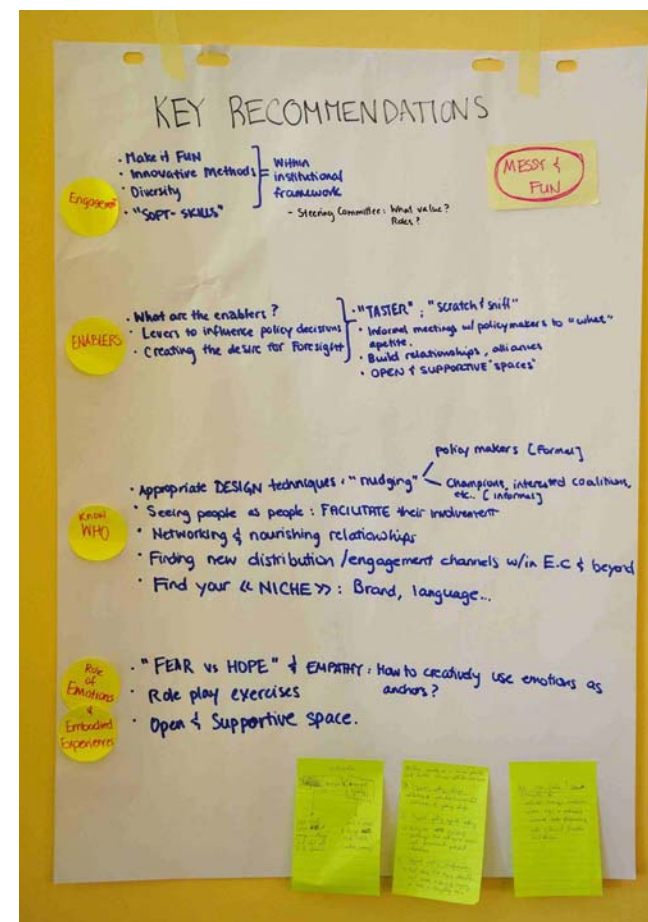 KEY RECOMMENDATIONS
MESSY &
FUN
Engagement
• Make it FUN
• Innovative Methods
• Diversity
• "SOFT-SKILLS"
= Within
institutional
framework
- Steering Committee: What value?
Roles?
ENABLERS
• What are the enablers?
• Levers to influence policy decisions
• Creating the desire for Foresight
• "TASTER"; "Scratch & Sniff"
• Informal meetings w/ policymakers to "whet"
apetite.
• Build relationships, alliances
• OPEN & SUPPORTIVE "spaces"
KNOW
WHO
• Appropriate DESIGN techniques: "nudging"
policy makers [Formal]
Champions, interested coalitions,
etc.. [informal]
• Seeing people as people: FACILITATE their involvement
• Networking & nourishing relationships
• Finding new distribution/engagement channels w/in E.C & beyond
• Find your « NICHE »: Brand, language...
Role
of
Emotions
&
Embodied
Experiences
• "FEAR vs HOPE" & EMPATHY: How to creatively use emotions as
anchors?
• Role play exercises
• Open & Supportive space.